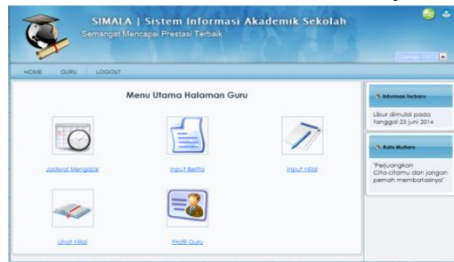 SIMALA | Sistem Informasi Akademik Sekolah
Semangat Mencapai Prestasi Terbaik
HOME GURU LOGOUT
Menu Utama Halaman Guru
Jadwal Mengajar
Input Berita
Input Nilai
Lihat Nilai
Profil Guru
Informasi Terbaru
Libur dimulai pada
tanggal 23 juni 2014
Kata Mutiara
"Perjuangkan
Cita-citamu dan jangan
pernah membatasinya"